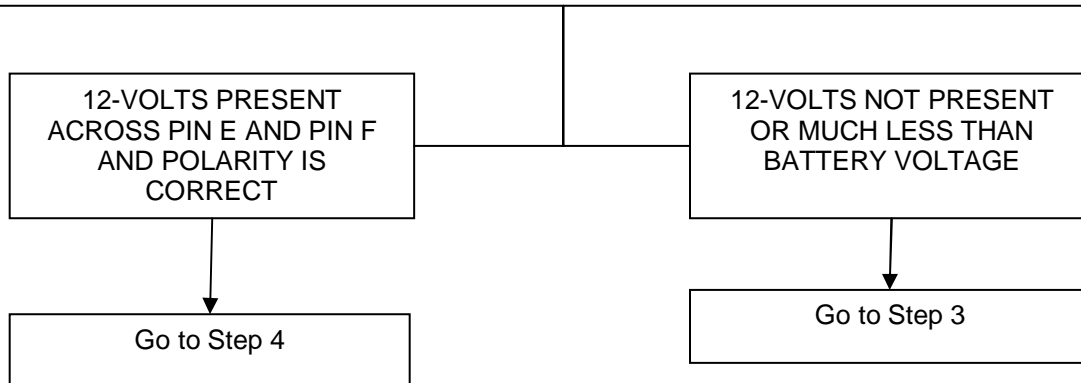 12-VOLTS PRESENT
ACROSS PIN E AND PIN F
AND POLARITY IS
CORRECT
12-VOLTS NOT PRESENT
OR MUCH LESS THAN
BATTERY VOLTAGE
Go to Step 4
Go to Step 3